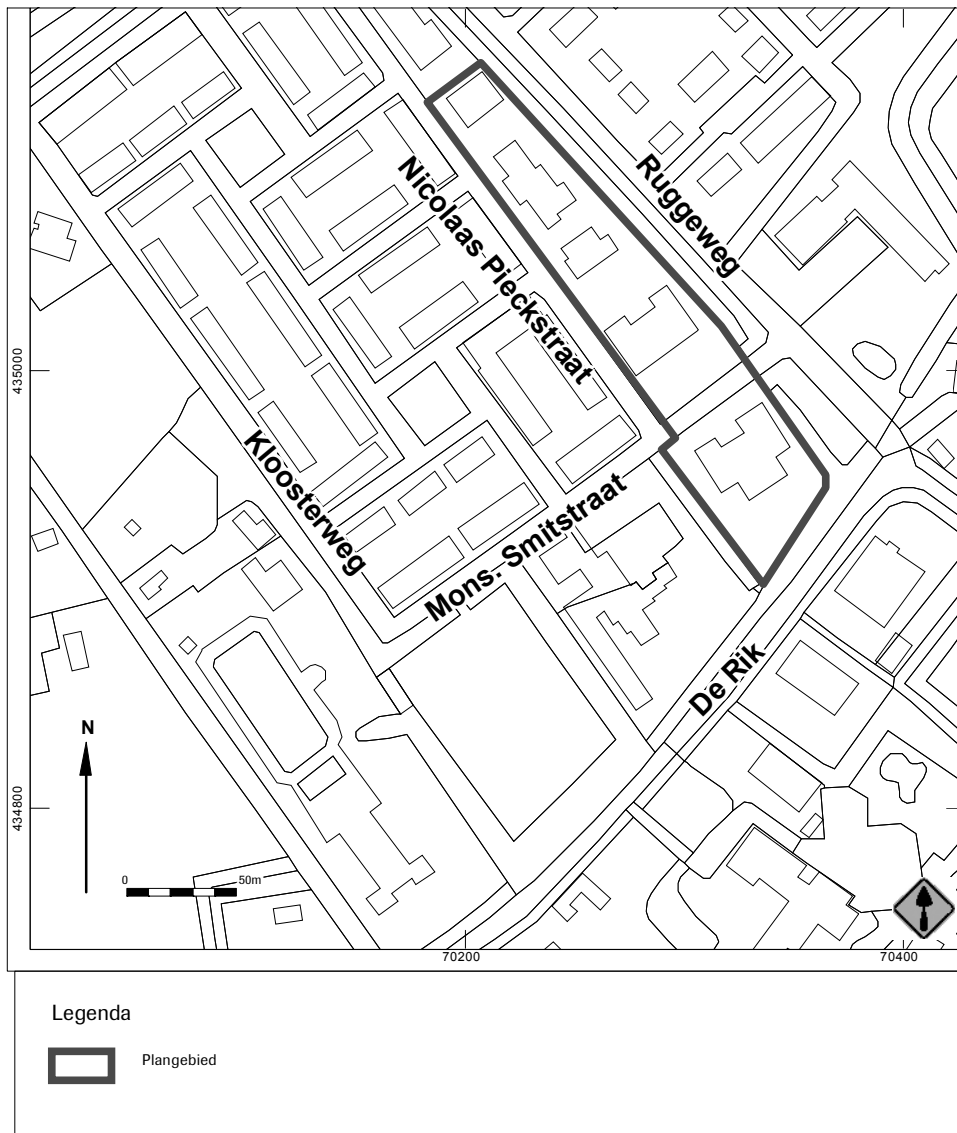 Ruggeweg
Nicolaas Pieckstraat
435000
Kloosterweg
Mons. Smitstraat
De Rik
N
434800
0 50m
70200 70400
Legenda
Plangebied